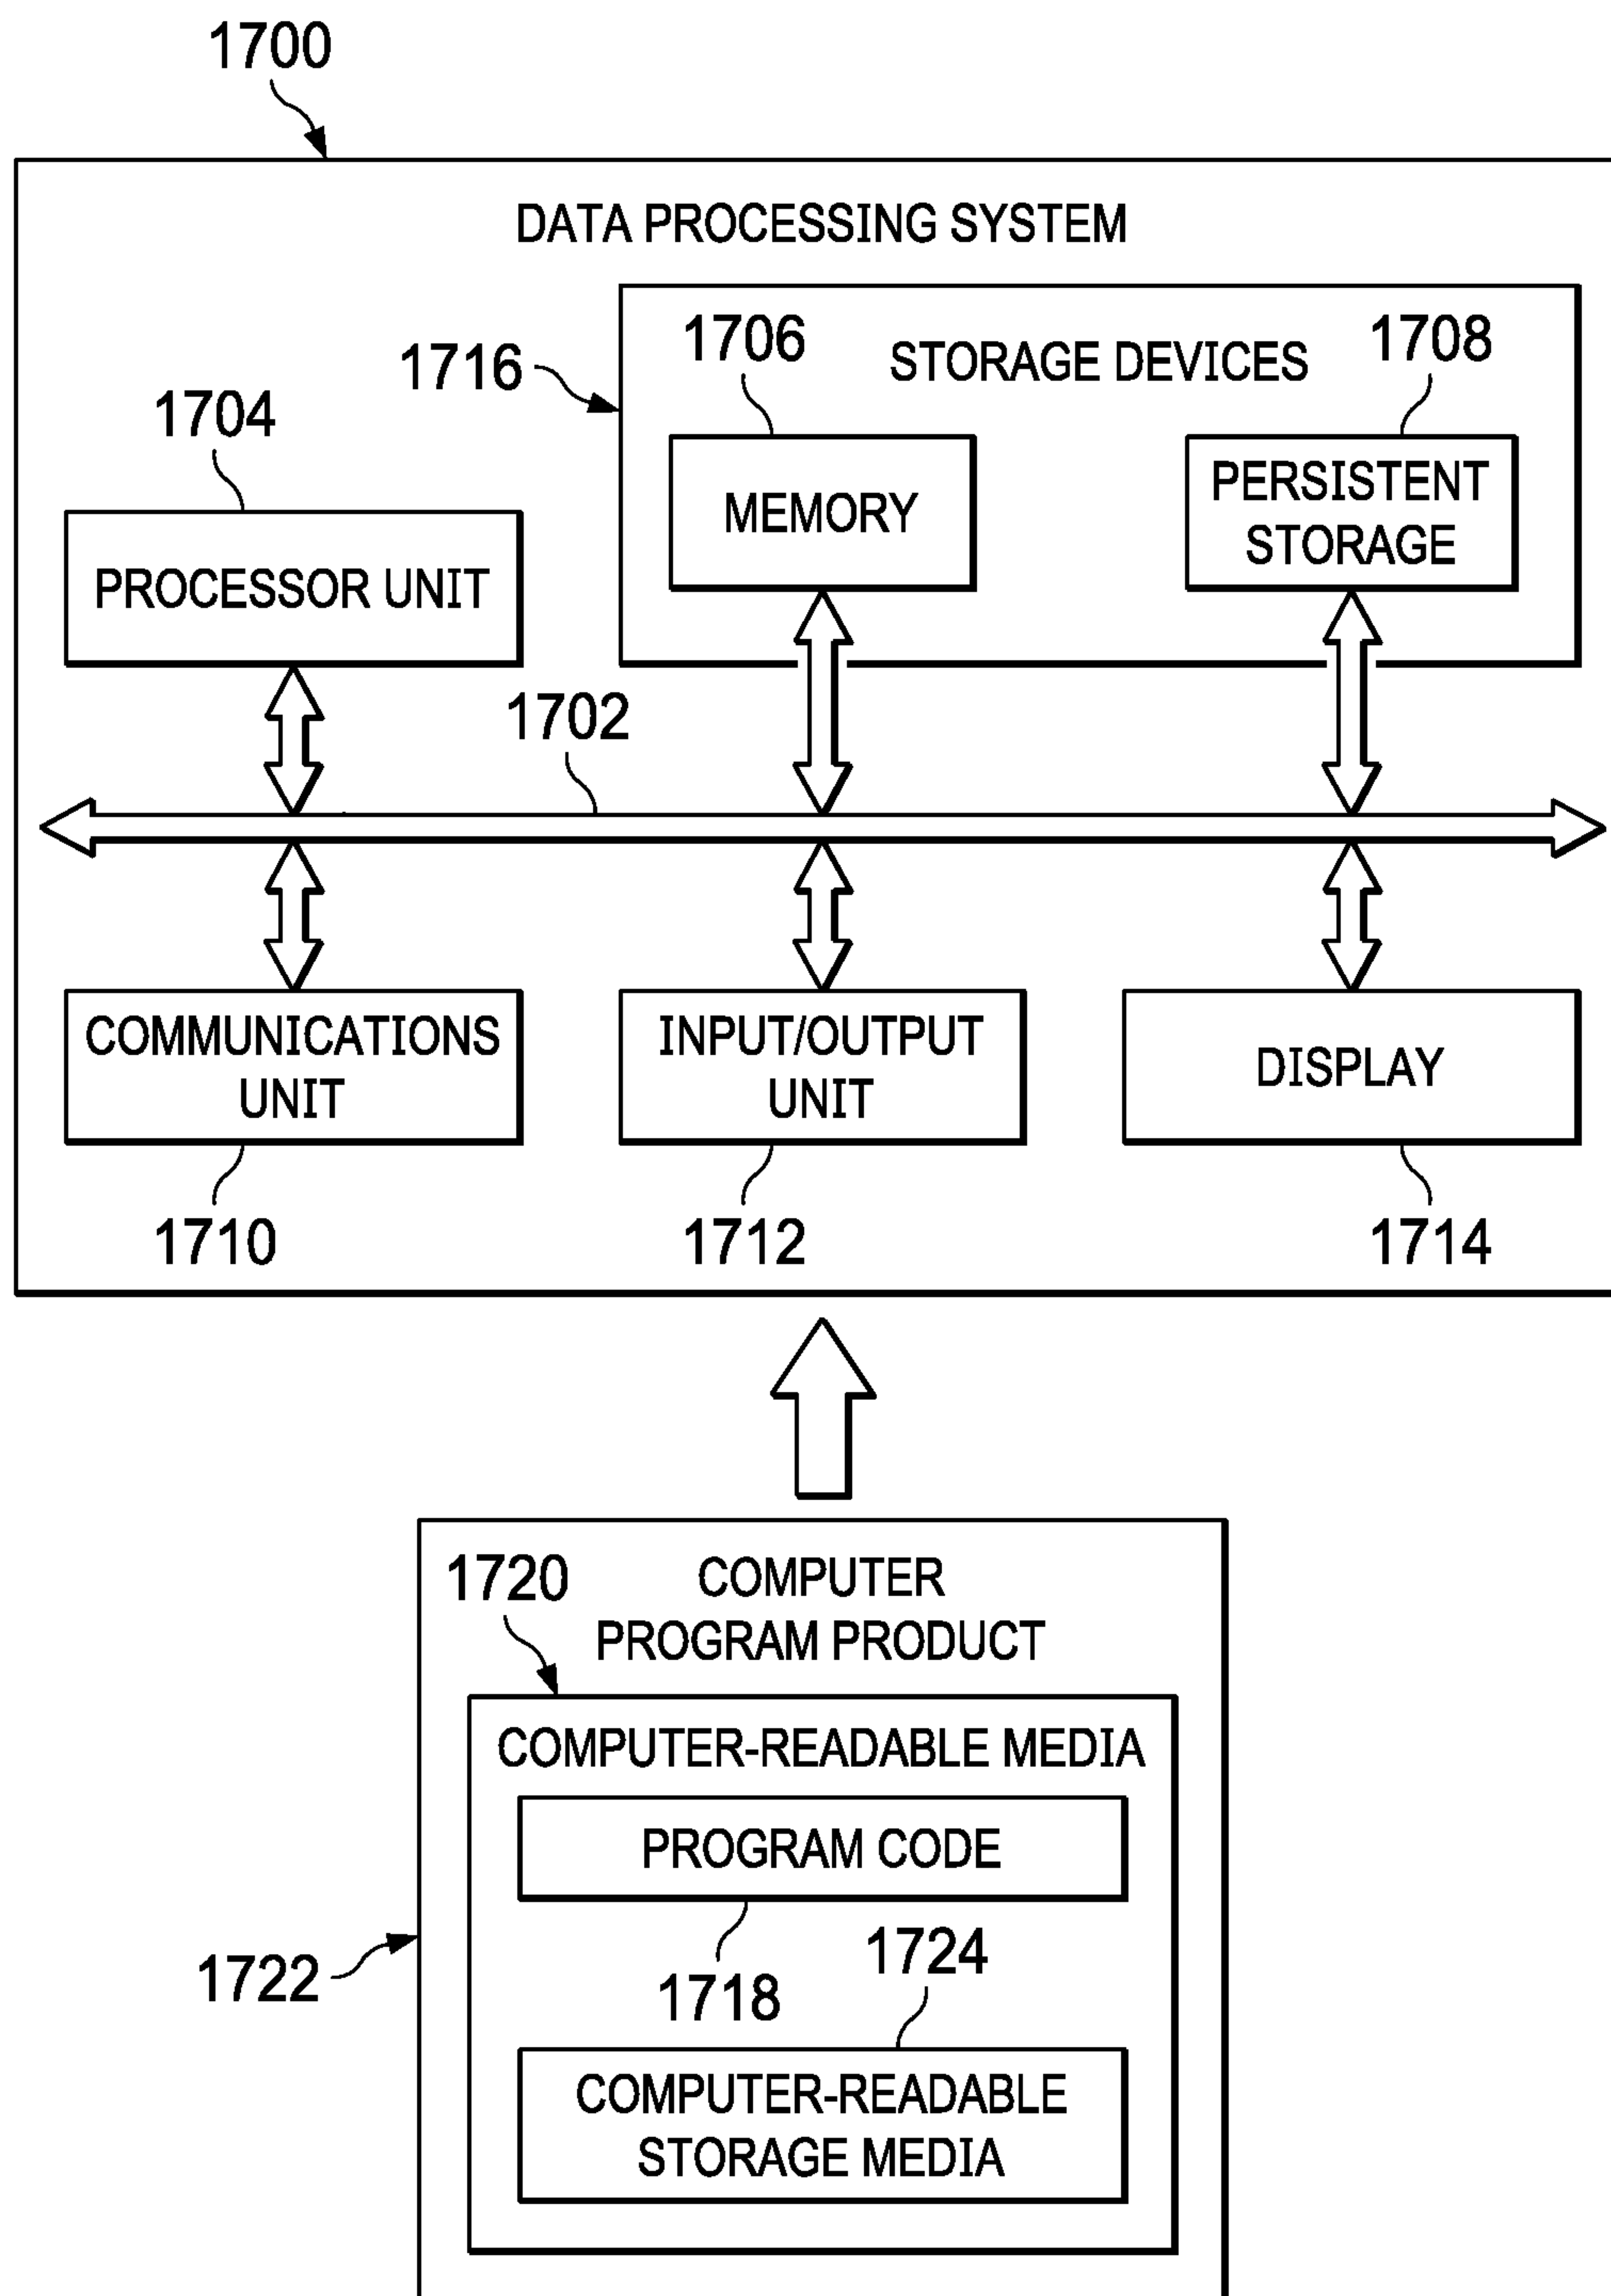 1700
DATA PROCESSING SYSTEM
1716
1706
STORAGE DEVICES
1708
1704
MEMORY
PERSISTENT
STORAGE
PROCESSOR UNIT
1702
COMMUNICATIONS
UNIT
INPUT/OUTPUT
UNIT
DISPLAY
1710
1712
1714
1720
COMPUTER
PROGRAM PRODUCT
COMPUTER-READABLE MEDIA
PROGRAM CODE
1722
1718
1724
COMPUTER-READABLE
STORAGE MEDIA